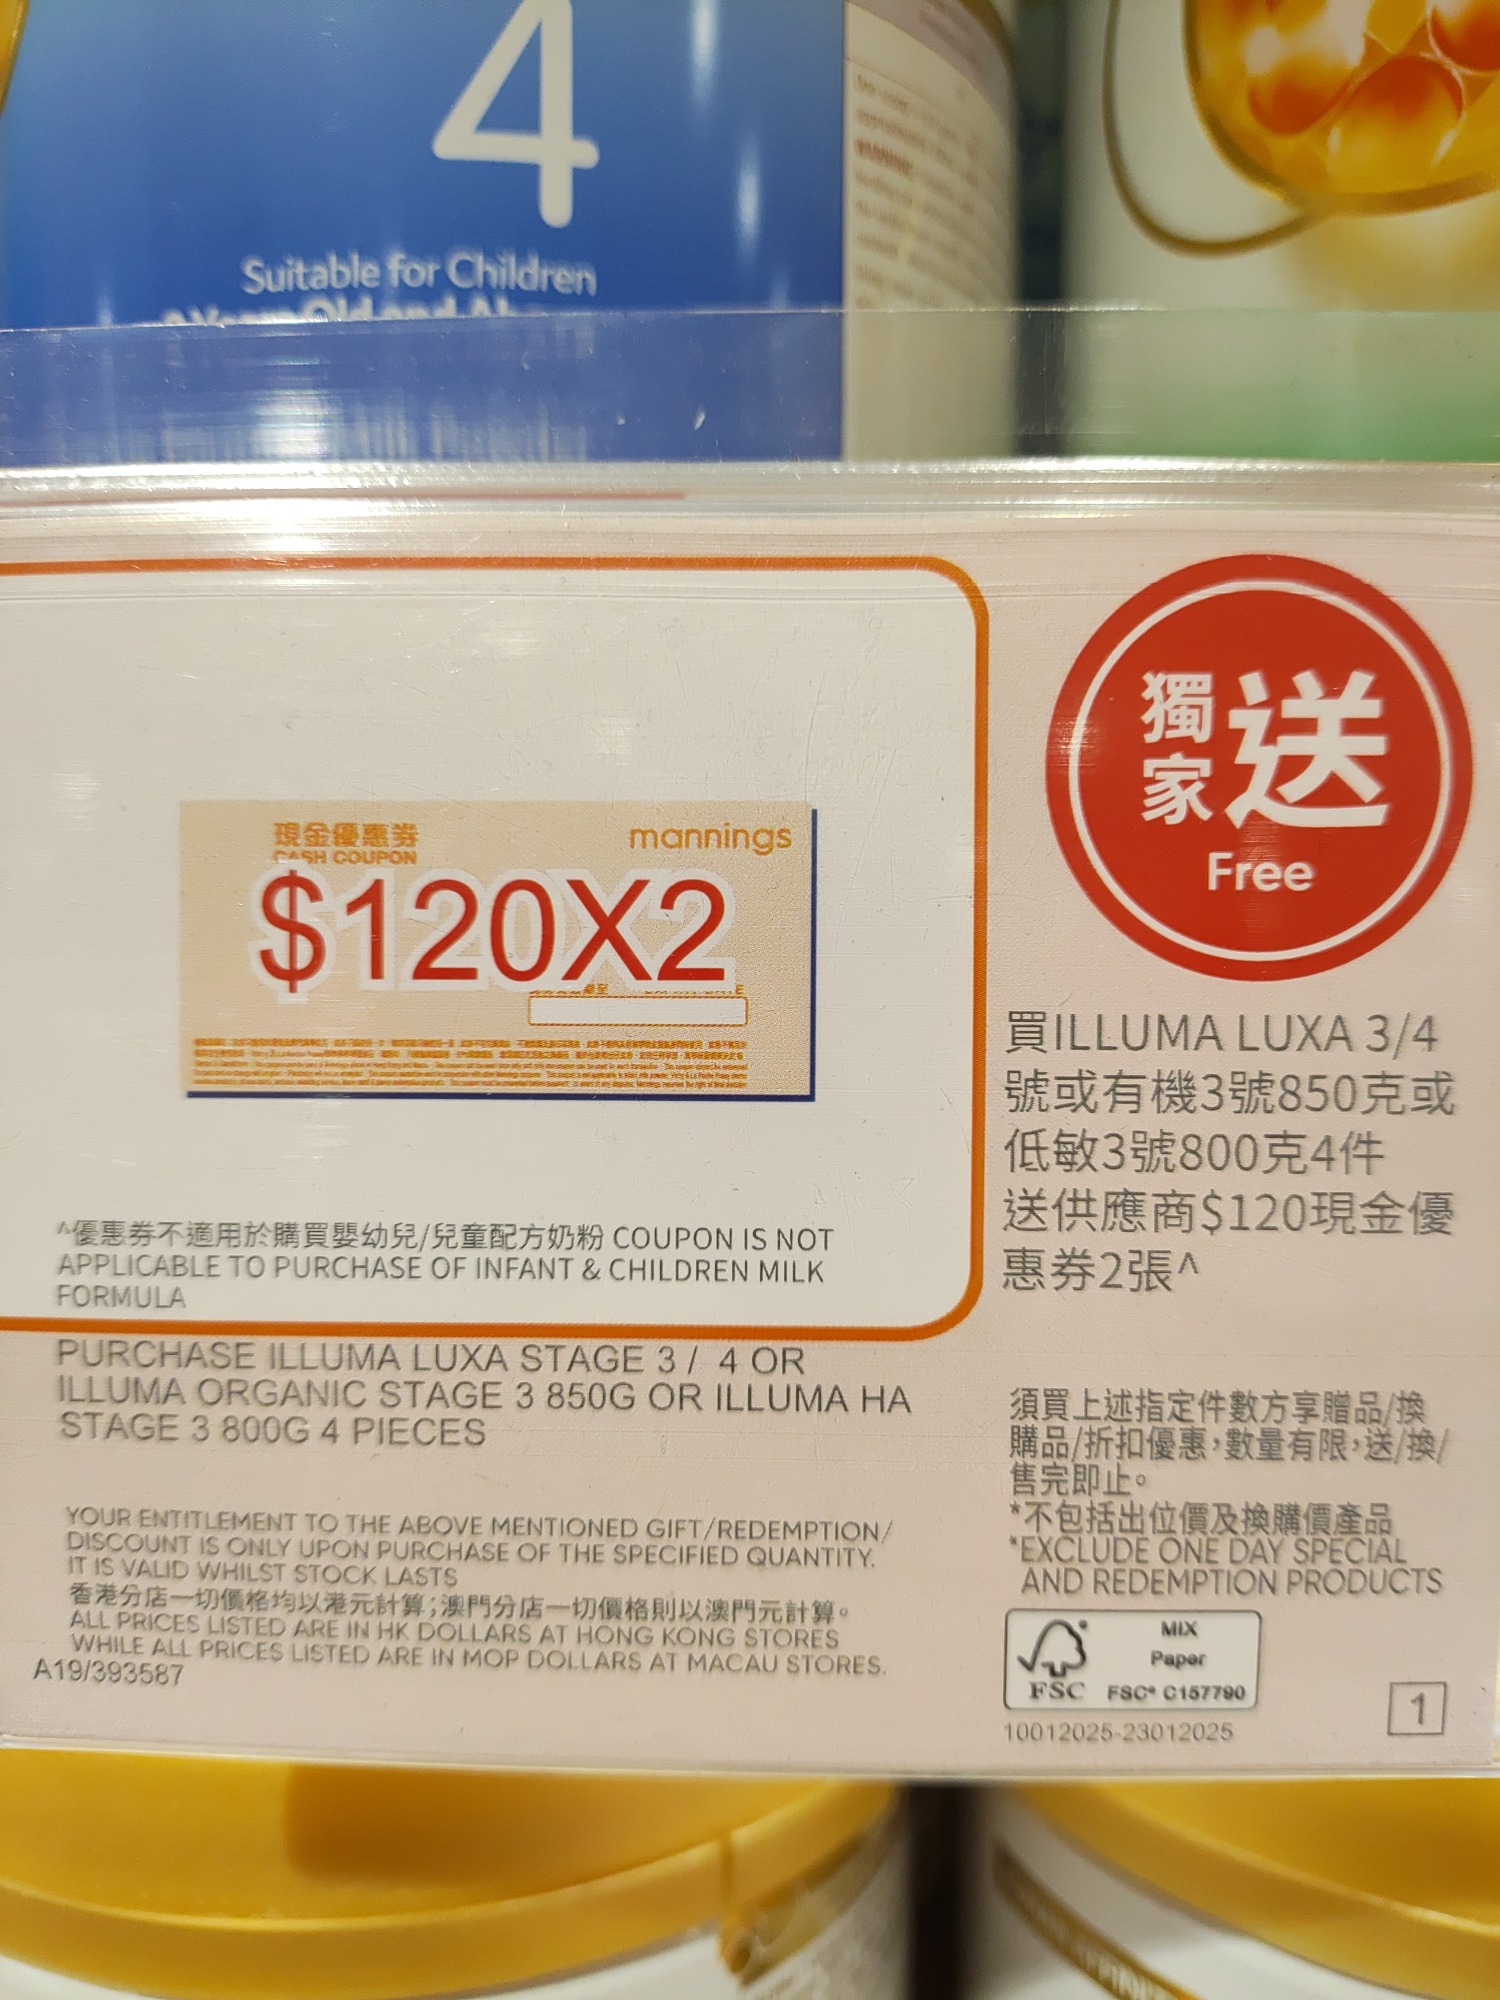 4
Suitable for Children
現金優惠券
CASH COUPON
mannings
$120X2
^優惠券不適用於購買嬰幼兒/兒童配方奶粉 COUPON IS NOT
APPLICABLE TO PURCHASE OF INFANT & CHILDREN MILK
FORMULA
獨家送
Free
買ILLUMA LUXA 3/4
號或有機3號850克或
低敏3號800克4件
送供應商$120現金優
惠券2張^
PURCHASE ILLUMA LUXA STAGE 3 / 4 OR
ILLUMA ORGANIC STAGE 3 850G OR ILLUMA HA
STAGE 3 800G 4 PIECES
YOUR ENTITLEMENT TO THE ABOVE MENTIONED GIFT/REDEMPTION/
DISCOUNT IS ONLY UPON PURCHASE OF THE SPECIFIED QUANTITY.
IT IS VALID WHILST STOCK LASTS
香港分店一切價格均以港元計算;澳門分店一切價格則以澳門元計算。
ALL PRICES LISTED ARE IN HK DOLLARS AT HONG KONG STORES
WHILE ALL PRICES LISTED ARE IN MOP DOLLARS AT MACAU STORES.
A19/393587
須買上述指定件數方享贈品/換
購品/折扣優惠,數量有限,送/換/
售完即止。
*不包括出位價及換購價產品
*EXCLUDE ONE DAY SPECIAL
AND REDEMPTION PRODUCTS
FSC
MIX
Paper
FSC® C157790
10012025-23012025
1